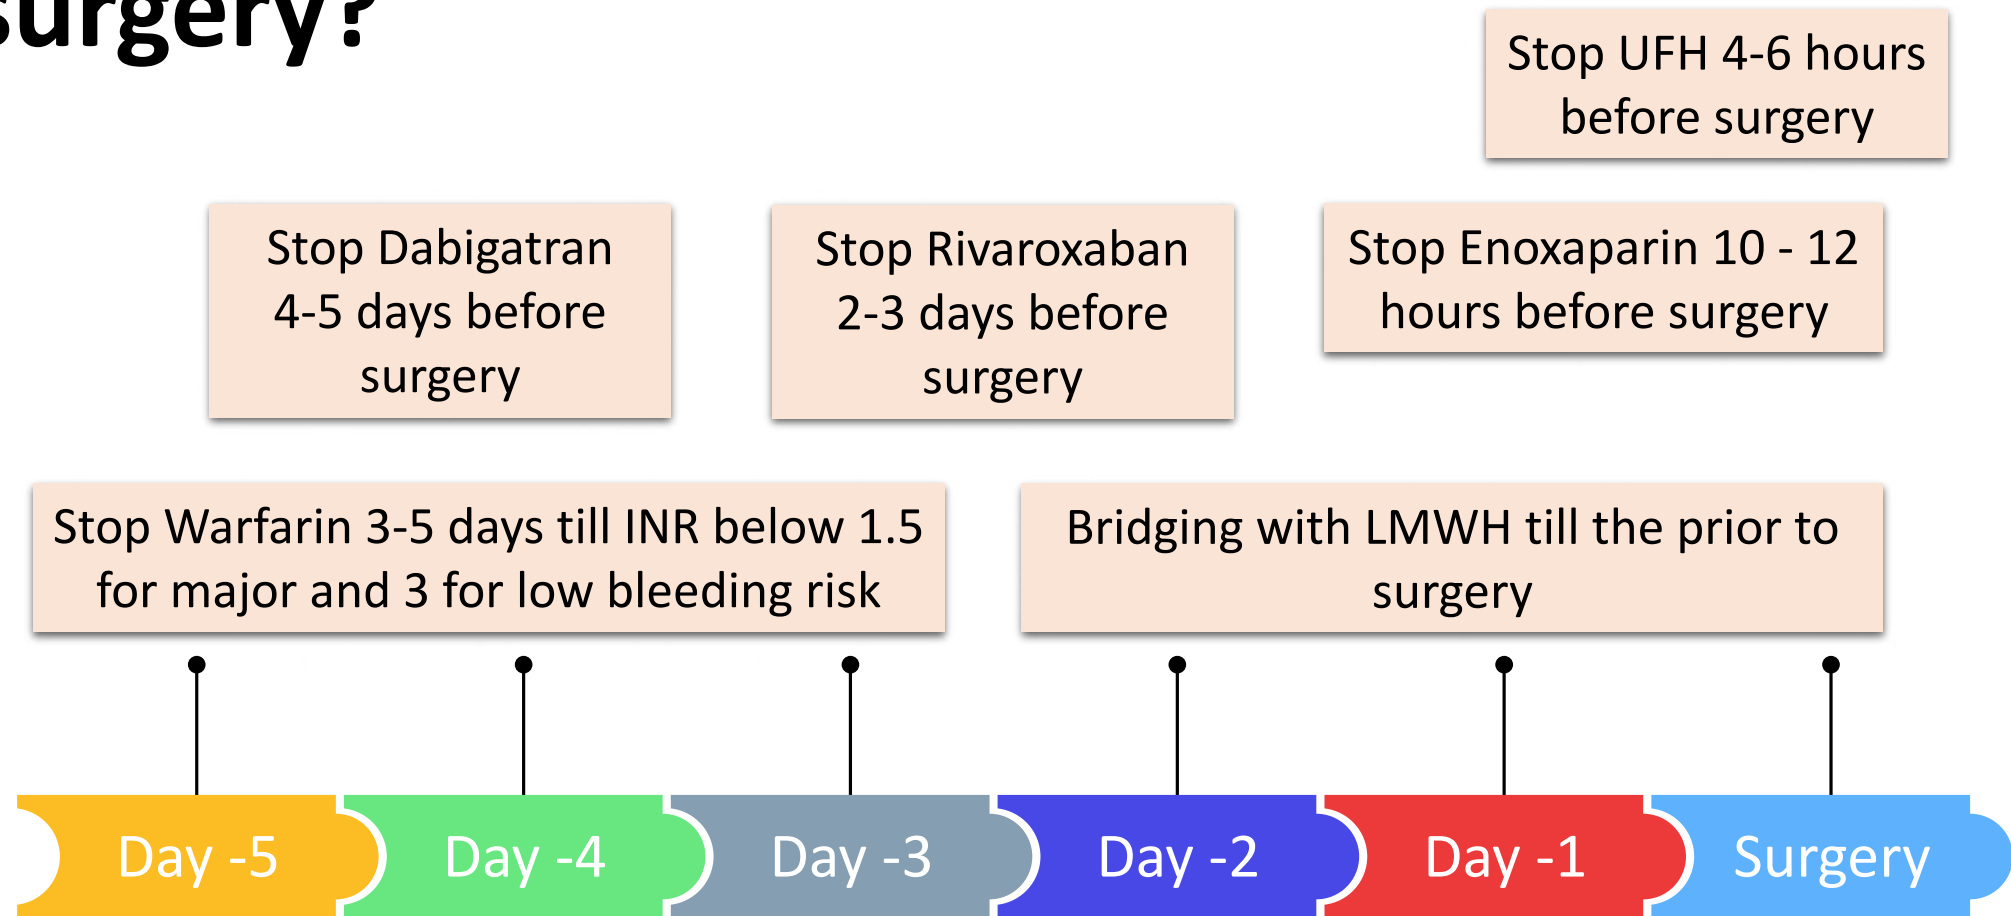 surgery?
Stop UFH 4-6 hours
before surgery
Stop Dabigatran
4-5 days before
surgery
Stop Rivaroxaban
2-3 days before
surgery
Stop Enoxaparin 10 - 12
hours before surgery
Stop Warfarin 3-5 days till INR below 1.5
for major and 3 for low bleeding risk
Bridging with LMWH till the prior to
surgery
Day -5
Day -4
Day -3
Day -2
Day -1
Surgery